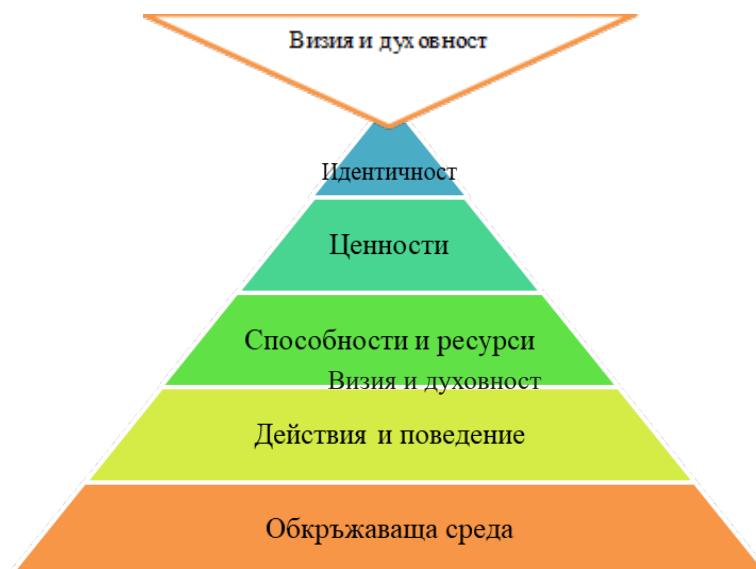 Визия и духовност
Идентичност
Ценности
Способности и ресурси
Визия и духовност
Действия и поведение
Обкръжаваща среда